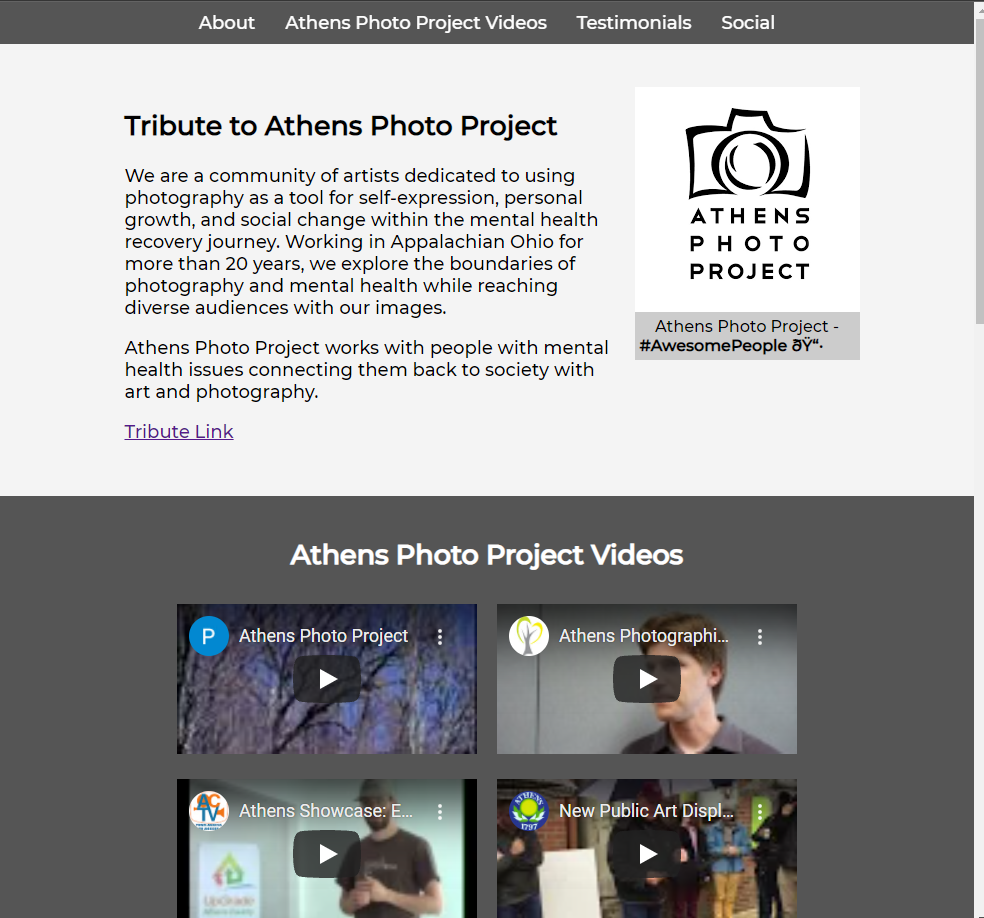 About Athens Photo Project Videos Testimonials Social
Tribute to Athens Photo Project
We are a community of artists dedicated to using
photography as a tool for self-expression, personal
growth, and social change within the mental health
recovery journey. Working in Appalachian Ohio for
more than 20 years, we explore the boundaries of
photography and mental health while reaching
diverse audiences with our images.
Athens Photo Project works with people with mental
health issues connecting them back to society with
art and photography.
Tribute Link
ATHENS
PHOTO
PROJECT
Athens Photo Project -
#AwesomePeople ðŸ“·
Athens Photo Project Videos
P Athens Photo Project
Athens Photographi...
ACTV Athens Showcase: E...
UpGrade
ATHENS
1797
New Public Art Displ...